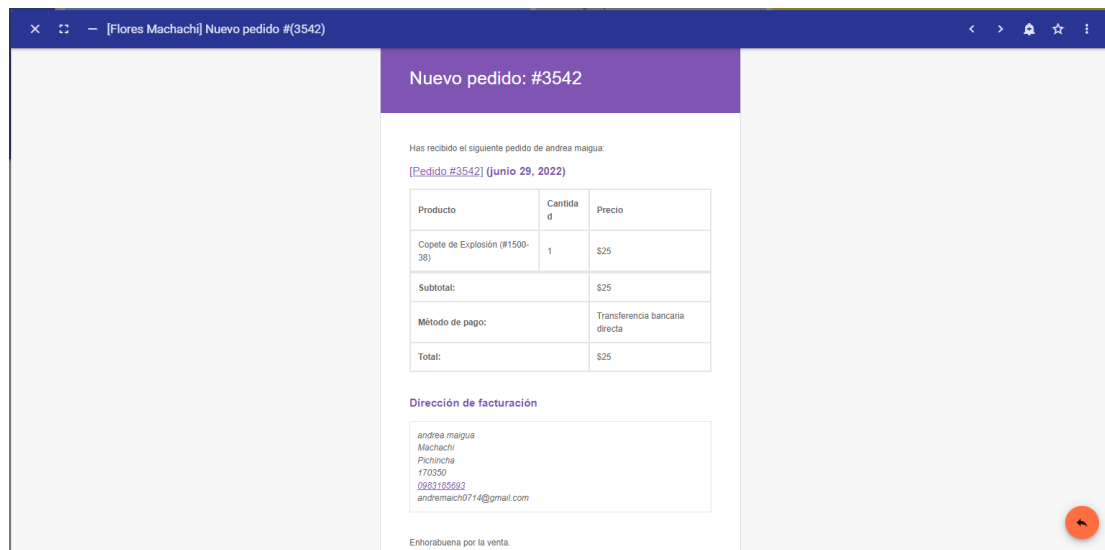 [Flores Machachi] Nuevo pedido #(3542)
Nuevo pedido: #3542
Has recibido el siguiente pedido de andrea maigua:
[Pedido #3542] (junio 29, 2022)
Producto Cantida Precio
d
Copete de Explosión (#1500- 1 $25
38)
Subtotal: $25
Método de pago: Transferencia bancaria
directa
Total: $25
Dirección de facturación
andrea maigua
Machachi
Pichincha
170350
0983185693
andremaich0714@gmail.com
Enhorabuena por la venta.